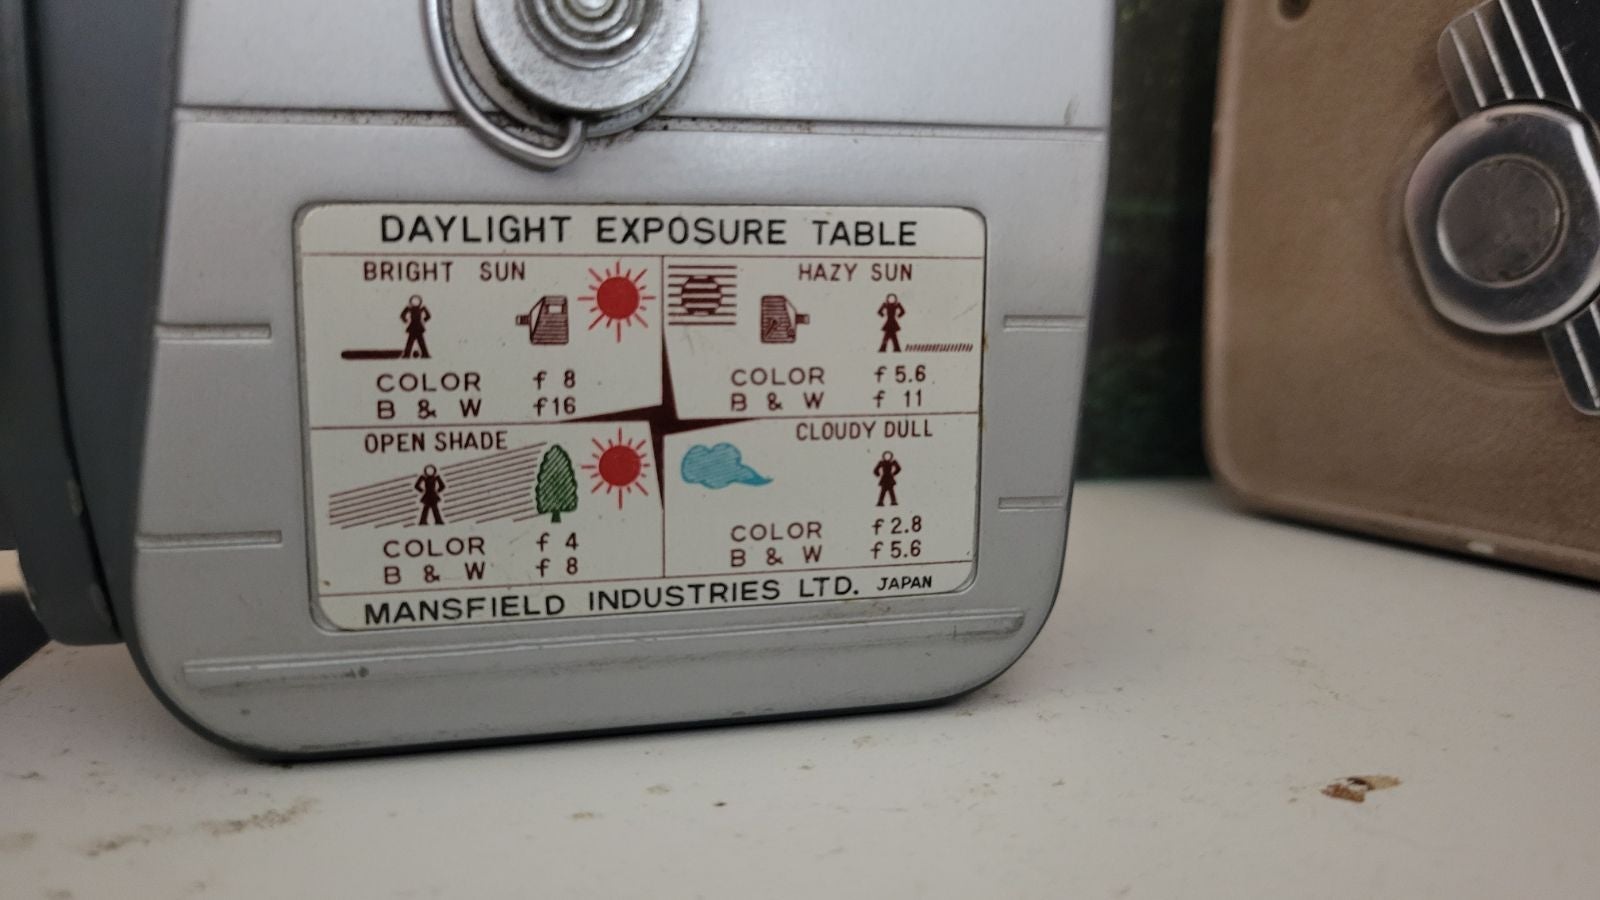 DAYLIGHT EXPOSURE TABLE
BRIGHT SUN
COLOR f 8
B & W f16
HAZY SUN
COLOR f 5.6
B & W f 11
OPEN SHADE
COLOR f 4
B & W f 8
CLOUDY DULL
COLOR f 2.8
B & W f 5.6
MANSFIELD INDUSTRIES LTD. JAPAN